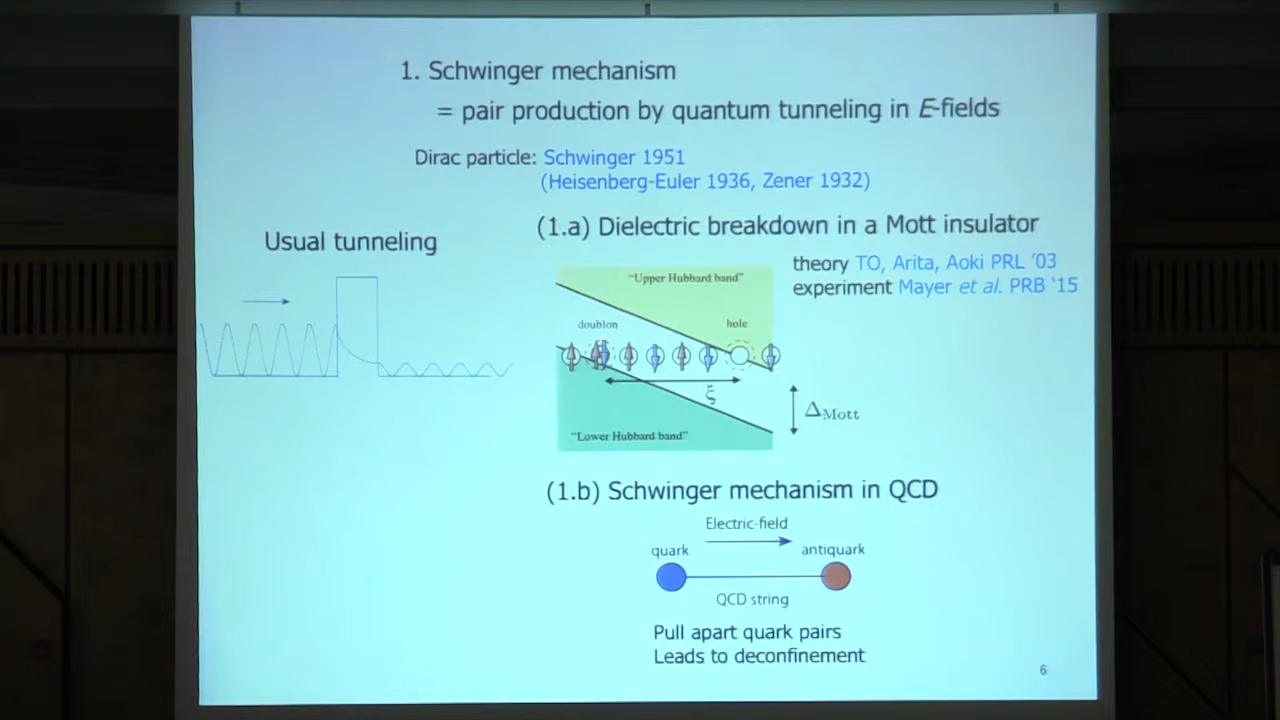 1. Schwinger mechanism
= pair production by quantum tunneling in E-fields
Dirac particle: Schwinger 1951
(Heisenberg-Euler 1936, Zener 1932)
Usual tunneling
(1.a) Dielectric breakdown in a Mott insulator
theory TO, Arita, Aoki PRL '03
experiment Mayer et al. PRB '15
"Upper Hubbard band"
doublon
hole
ξ
Δ_Mott
"Lower Hubbard band"
(1.b) Schwinger mechanism in QCD
Electric-field
quark
antiquark
QCD string
Pull apart quark pairs
Leads to deconfinement
6